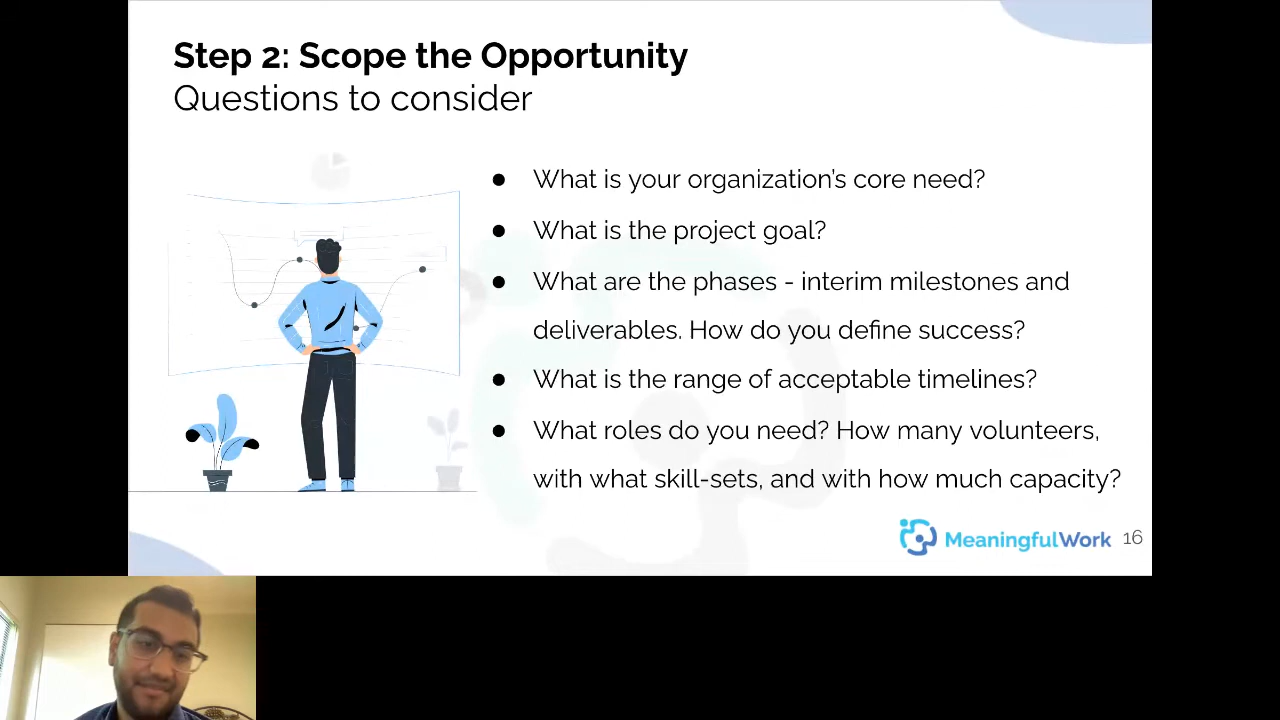 Step 2: Scope the Opportunity
Questions to consider
● What is your organization's core need?
● What is the project goal?
● What are the phases - interim milestones and
deliverables. How do you define success?
● What is the range of acceptable timelines?
● What roles do you need? How many volunteers,
with what skill-sets, and with how much capacity?
MeaningfulWork 16